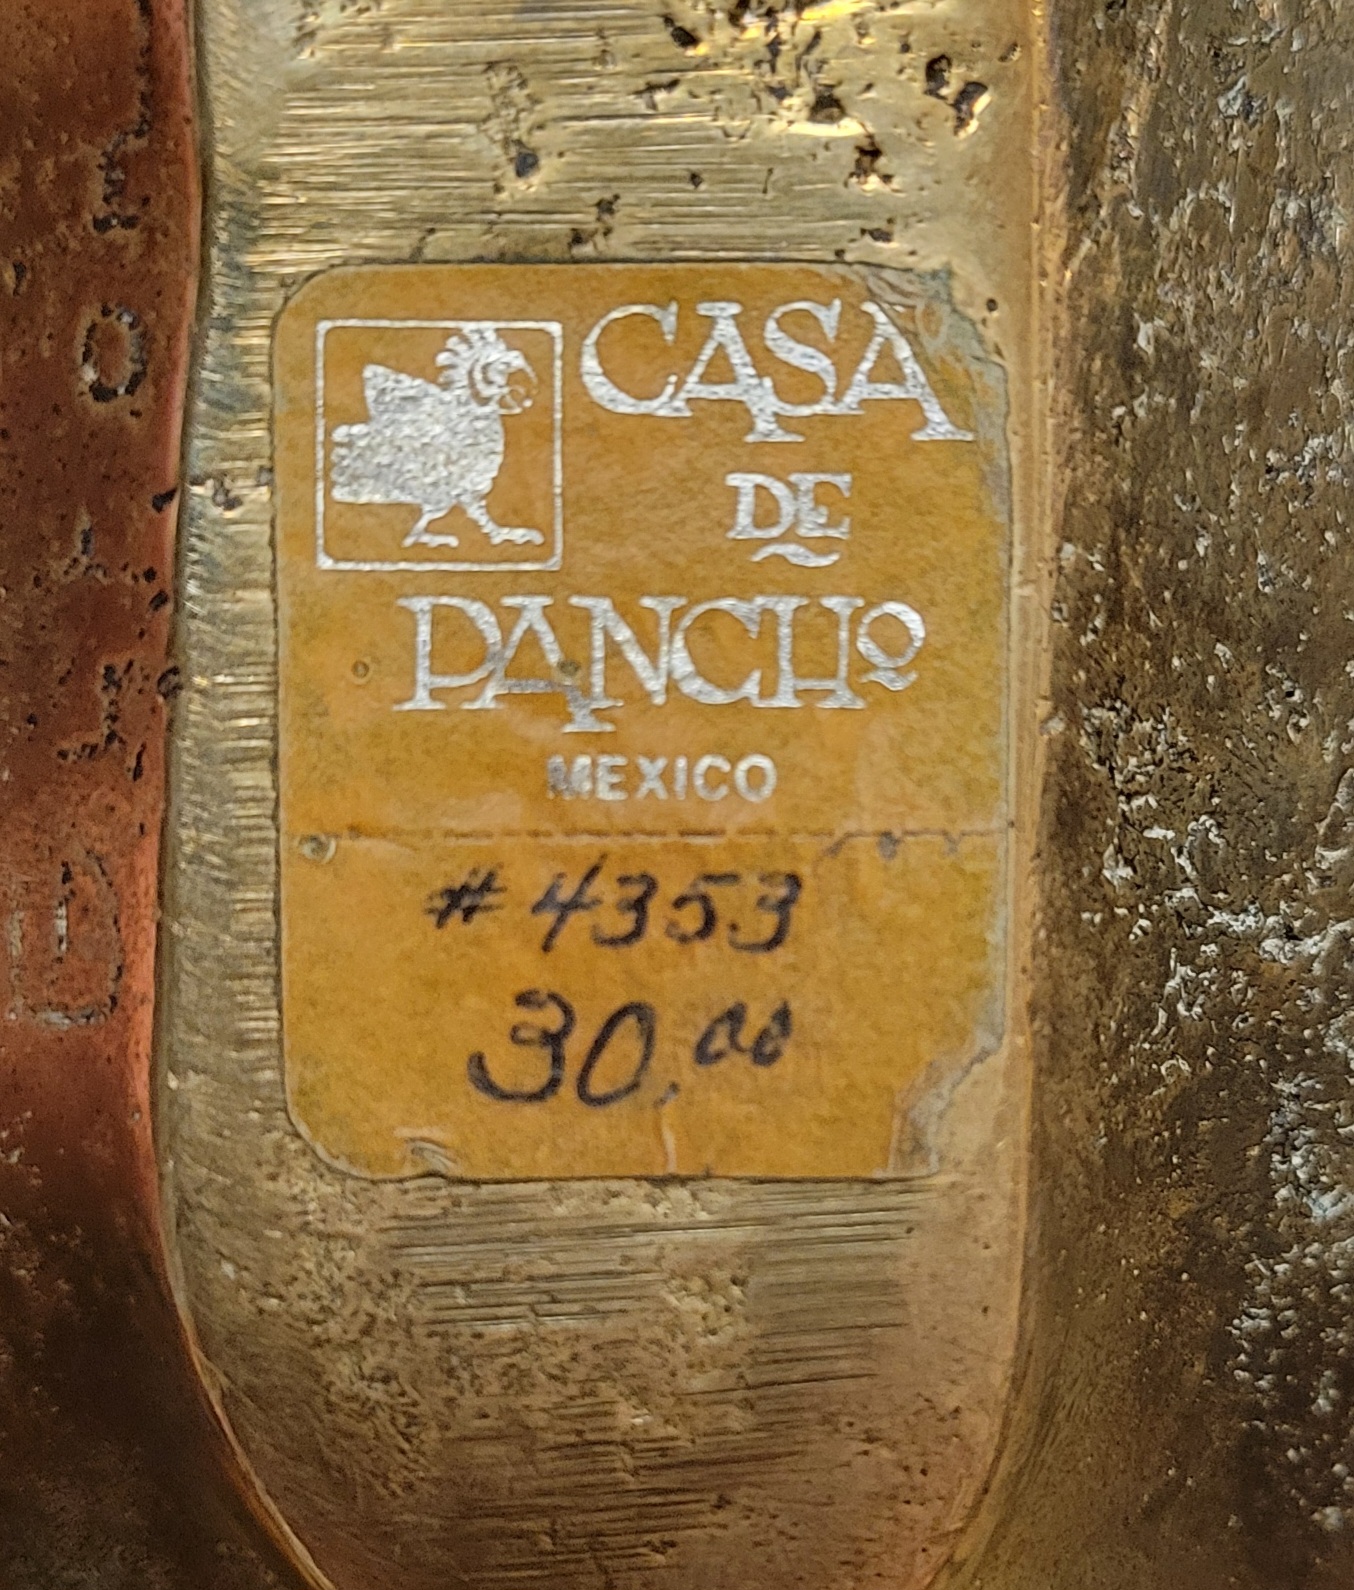 CASA
DE
PANCHO
MEXICO
#4353
30.00